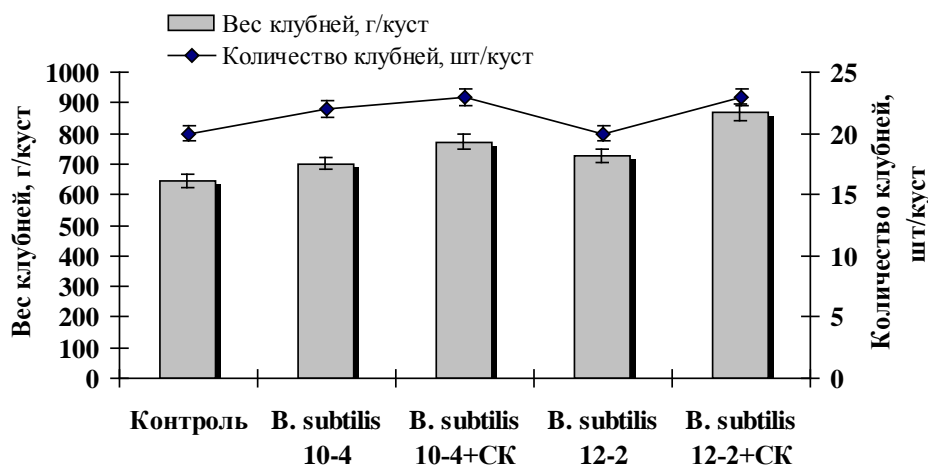 Вес клубней, г/куст
Количество клубней, шт/куст
Вес клубней, г/куст
1000
900
800
700
600
500
400
300
200
100
0
25
20
15
10
5
0
Количество клубней,
шт/куст
Контроль
B. subtilis
10-4
B. subtilis
10-4+СК
B. subtilis
12-2
B. subtilis
12-2+СК